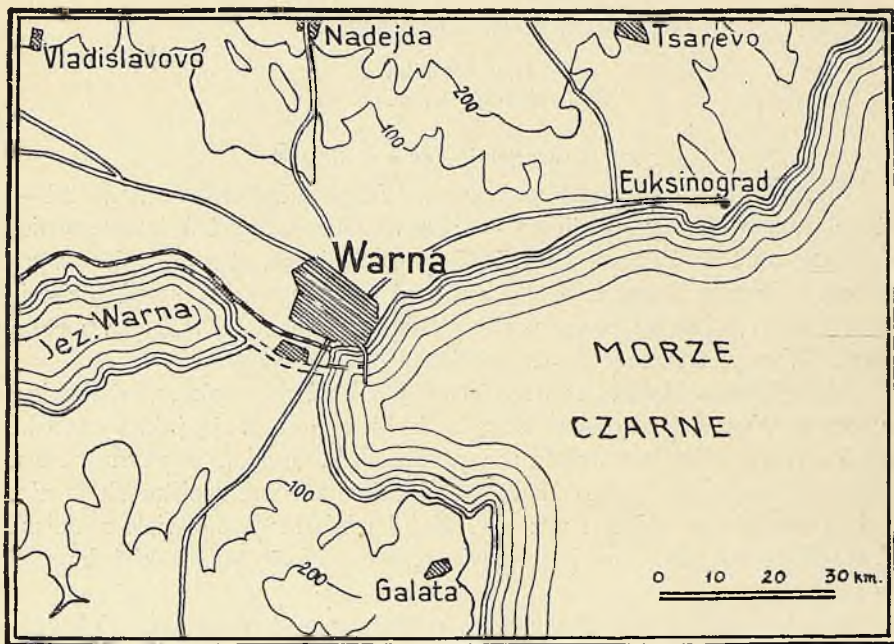 Vladislavovo
Nadejda
Tsarevo
200
100
Euksinograd
Warna
Jez. Warna
MORZE
CZARNE
100
200
Galata
0 10 20 30 km.